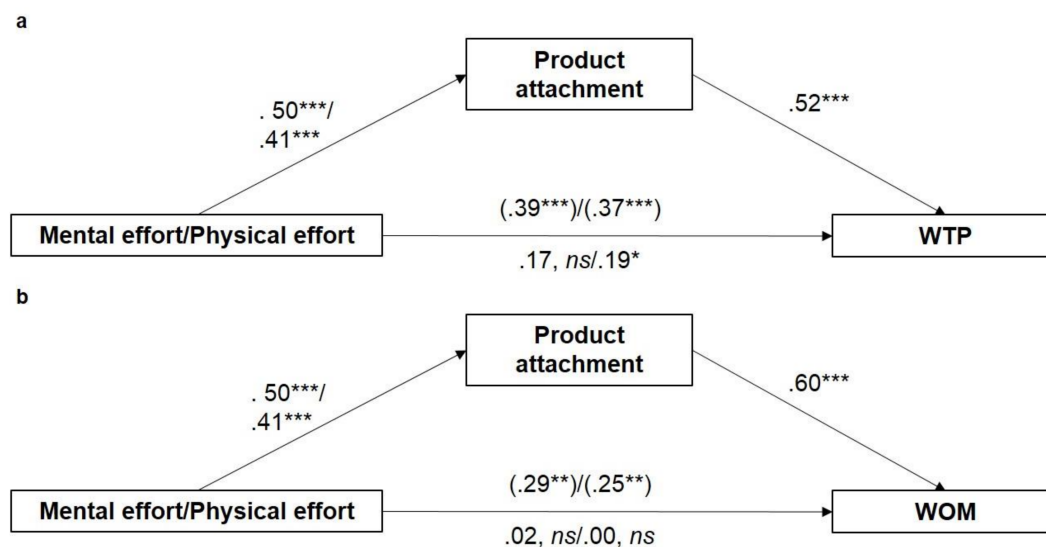 a
Product
attachment
. 50***/
.41***
.52***
(.39***)/(.37***)
Mental effort/Physical effort
WTP
.17, ns/.19*
b
Product
attachment
. 50***/
.41***
.60***
(.29**)/(.25**)
Mental effort/Physical effort
WOM
.02, ns/.00, ns